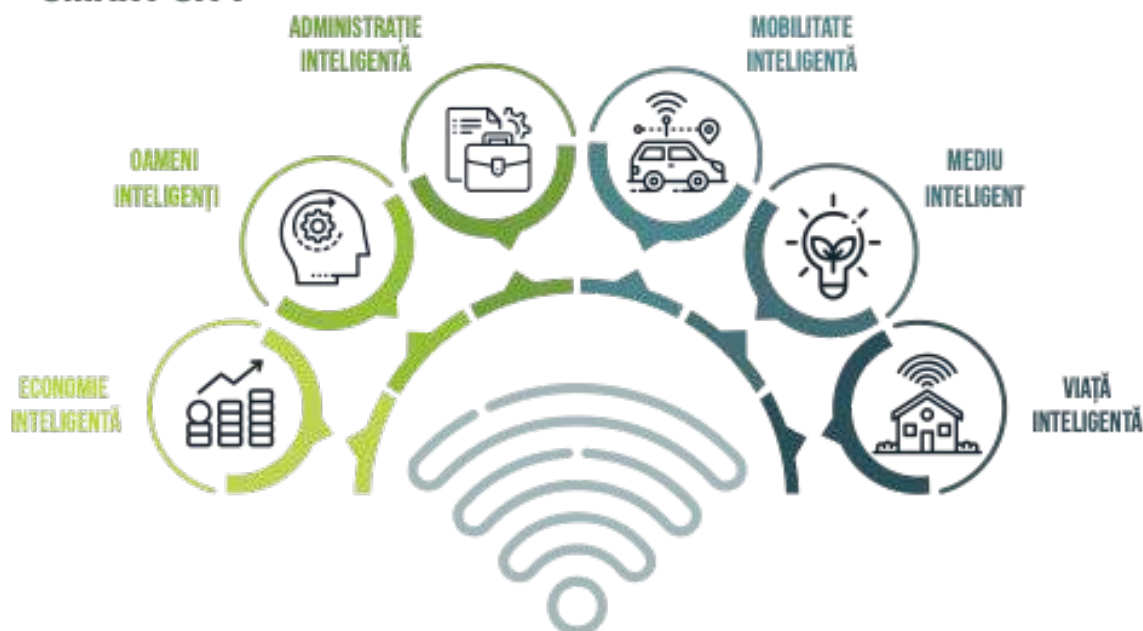 ADMINISTRAȚIE
INTELIGENTĂ
MOBILITATE
INTELIGENTĂ
OAMENI
INTELIGENȚI
MEDIU
INTELIGENT
ECONOMIE
INTELIGENTĂ
VIAȚĂ
INTELIGENTĂ